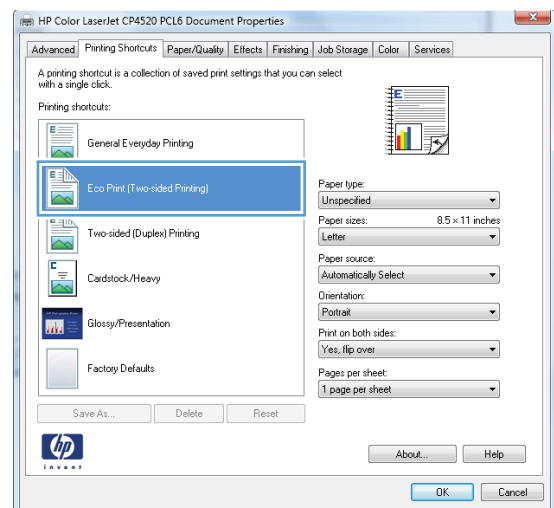 HP Color LaserJet CP4520 PCL6 Document Properties
Advanced Printing Shortcuts Paper/Quality Effects Finishing Job Storage Color Services
A printing shortcut is a collection of saved print settings that you can select
with a single click.
Printing shortcuts:
General Everyday Printing
Eco Print (Two-sided Printing)
Two-sided (Duplex) Printing
Cardstock/Heavy
Glossy/Presentation
Factory Defaults
Save As... Delete Reset
E
Paper type:
Unspecified
Paper sizes: 8.5 × 11 inches
Letter
Paper source:
Automatically Select
Orientation:
Portrait
Print on both sides:
Yes, flip over
Pages per sheet:
1 page per sheet
hp
invent
About... Help
OK Cancel